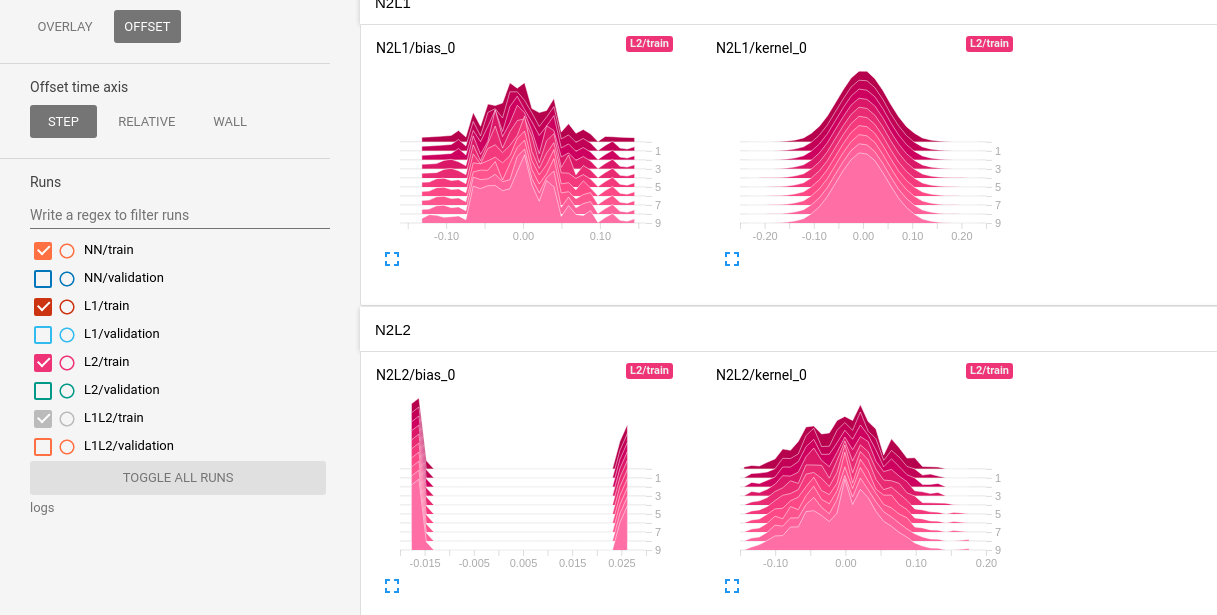 OVERLAY OFFSET
Offset time axis
STEP RELATIVE WALL
Runs
Write a regex to filter runs
NN/train
NN/validation
L1/train
L1/validation
L2/train
L2/validation
L1L2/train
L1L2/validation
TOGGLE ALL RUNS
logs
N2L1
N2L1/bias_0 L2/train
1
3
5
7
9
-0.10 0.00 0.10
N2L1/kernel_0 L2/train
1
3
5
7
9
-0.20 -0.10 0.00 0.10 0.20
N2L2
N2L2/bias_0 L2/train
1
3
5
7
9
-0.015 -0.005 0.005 0.015 0.025
N2L2/kernel_0 L2/train
1
3
5
7
9
-0.10 0.00 0.10 0.20